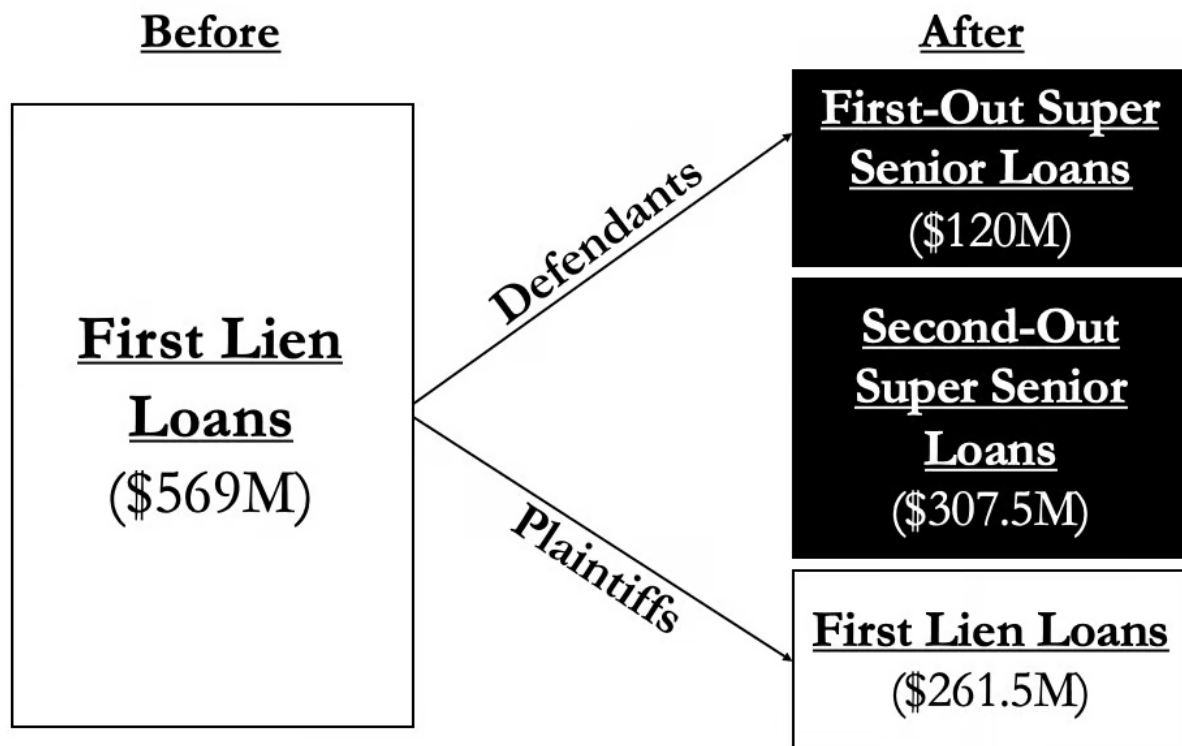 Before
First Lien
Loans
($569M)
Defendants
Plaintiffs
After
First-Out Super
Senior Loans
($120M)
Second-Out
Super Senior
Loans
($307.5M)
First Lien Loans
($261.5M)